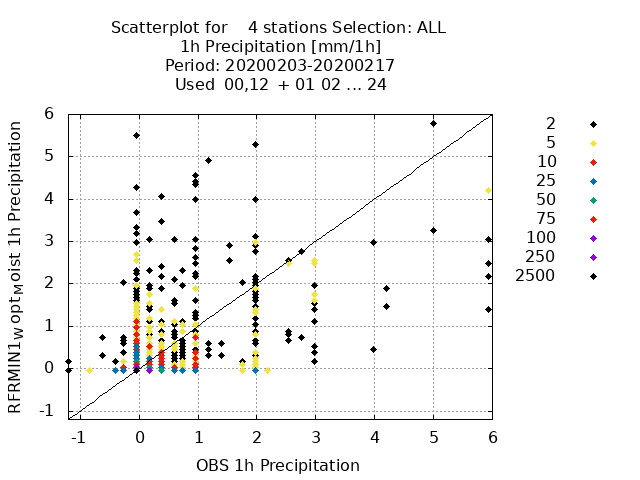 Scatterplot for 4 stations Selection: ALL
1h Precipitation [mm/1h]
Period: 20200203-20200217
Used 00,12 + 01 02 ... 24
RFRMIN1W optMoist 1h Precipitation
6
5
4
3
2
1
0
-1
-1 0 1 2 3 4 5 6
OBS 1h Precipitation
2
5
10
25
50
75
100
250
2500